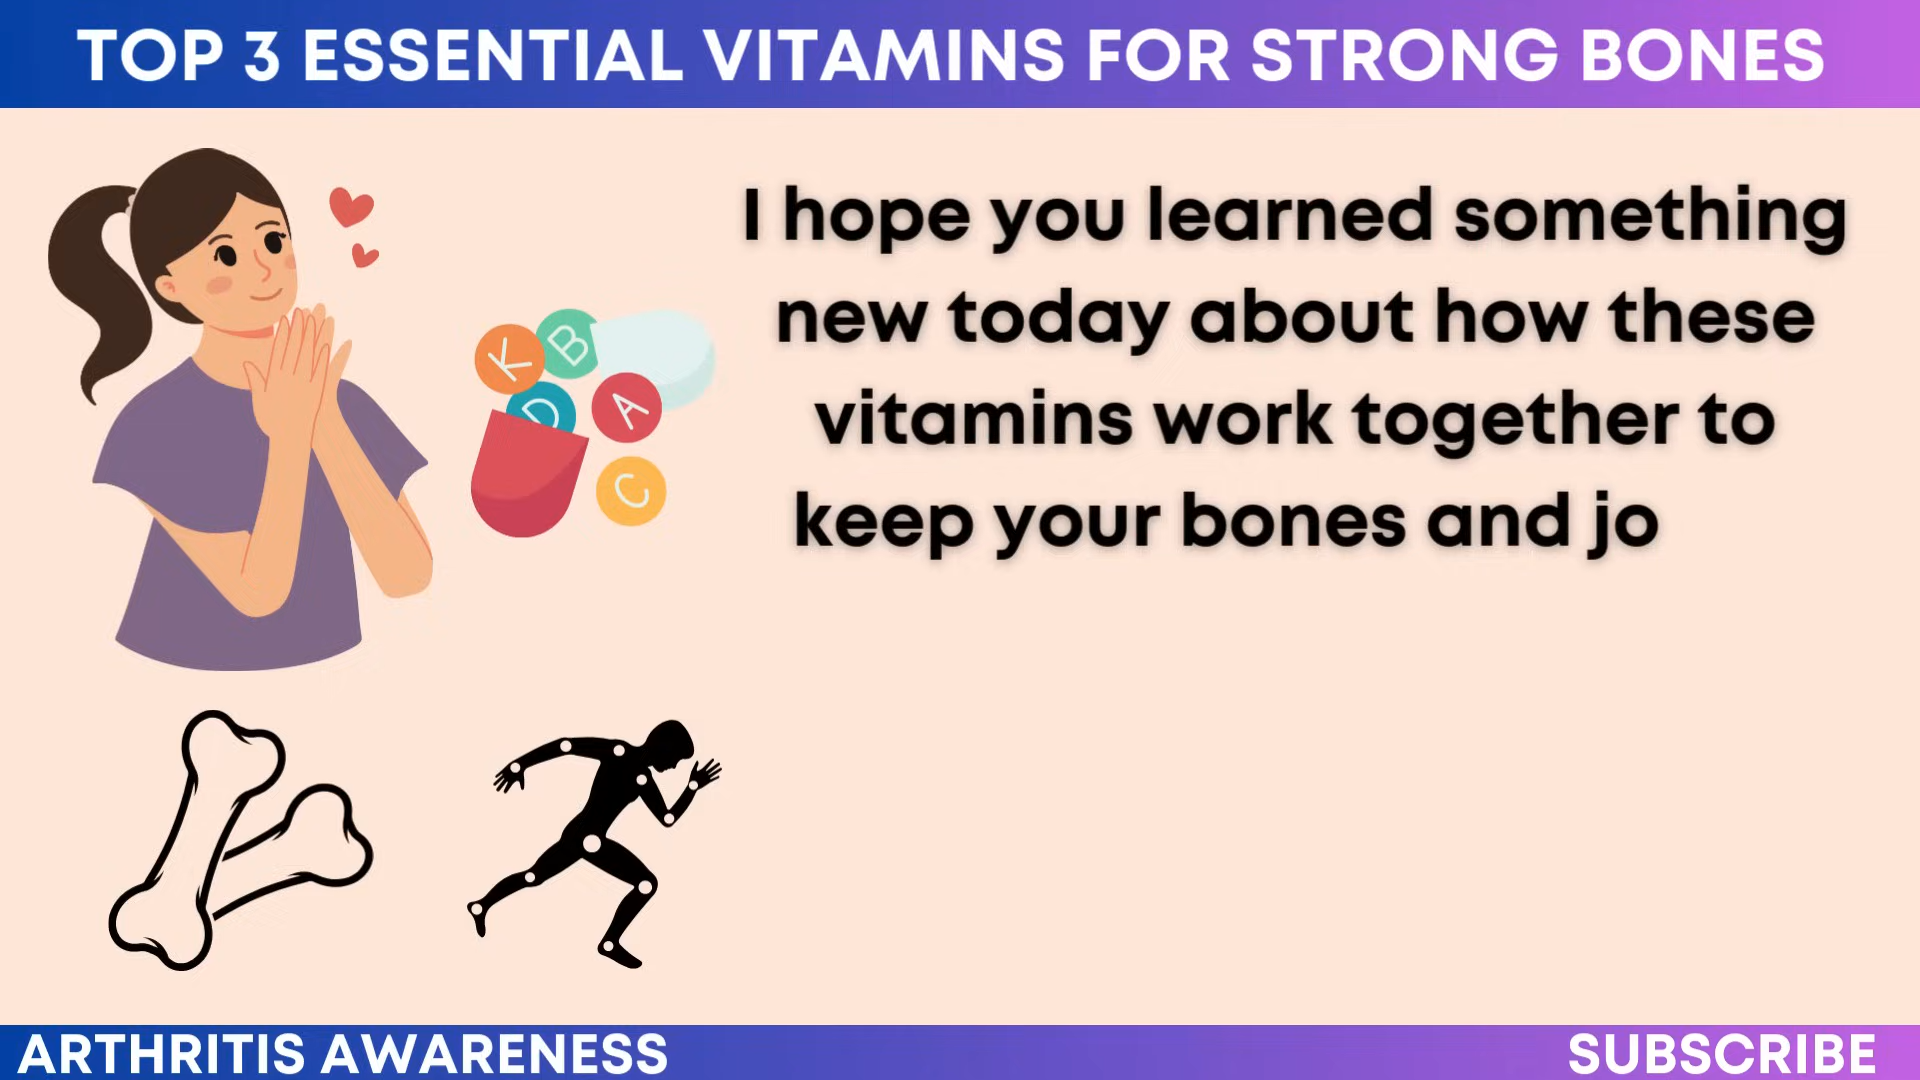 TOP 3 ESSENTIAL VITAMINS FOR STRONG BONES
I hope you learned something
new today about how these
vitamins work together to
keep your bones and jo
K
B
D
A
C
ARTHRITIS AWARENESS
SUBSCRIBE